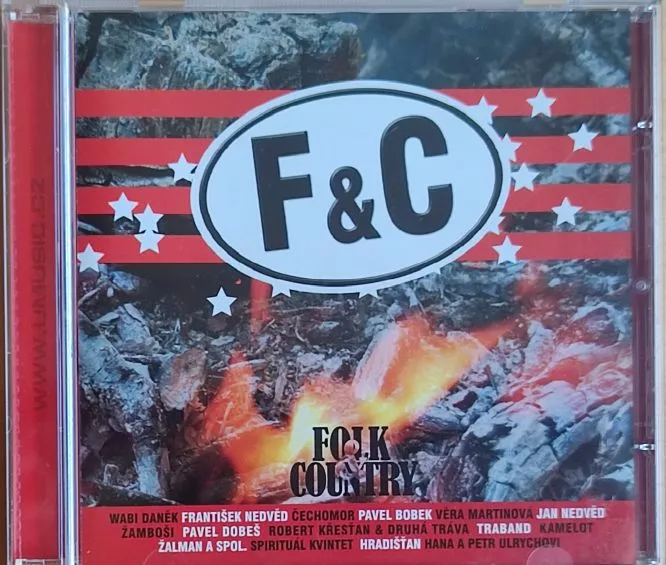 F&C
FOLK
COUNTRY
WABI DANĚK FRANTIŠEK NEDVĚD ČECHOMOR PAVEL BOBEK VĚRA MARTINOVÁ JAN NEDVĚD
ŽAMBOŠI PAVEL DOBEŠ ROBERT KŘESŤAN & DRUHÁ TRÁVA TRABAND KAMELOT
ŽALMAN A SPOL. SPIRITUÁL KVINTET HRADIŠŤAN HANA A PETR ULRYCHOVI